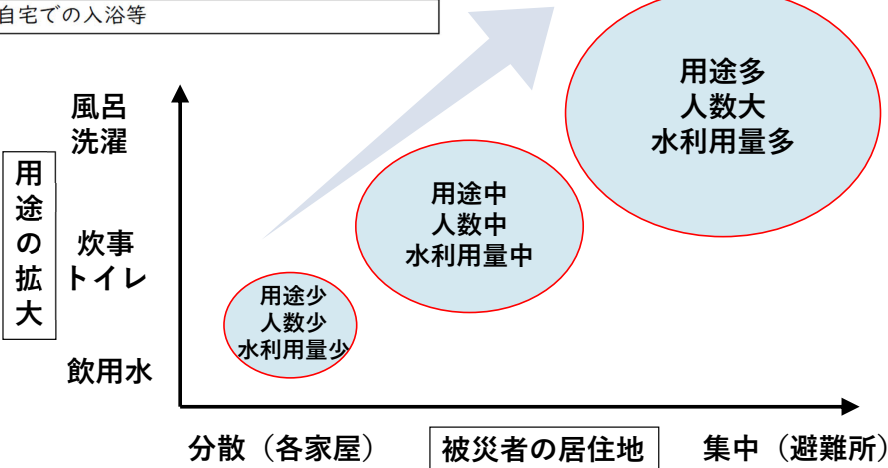 自宅での入浴等
用途多
人数大
水利用量多
風呂
洗濯
用途の拡大
用途中
人数中
水利用量中
炊事
トイレ
用途少
人数少
水利用量少
飲用水
分散（各家屋）
被災者の居住地
集中（避難所）